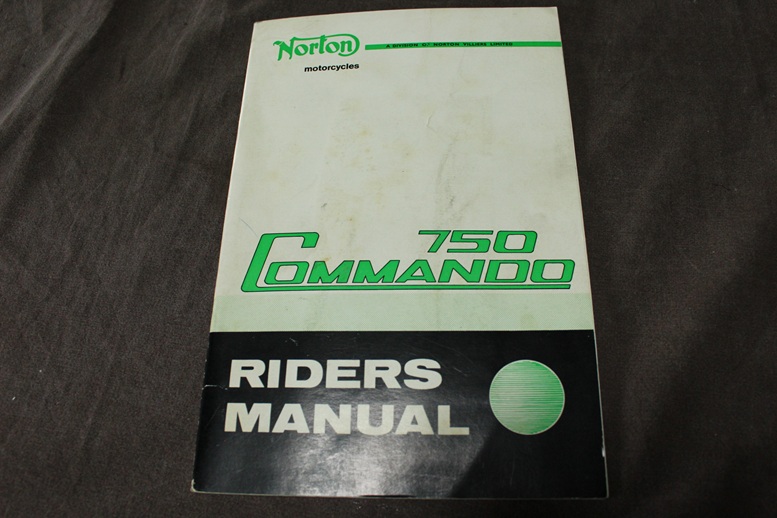 Norton
A DIVISION OF NORTON VILLIERS LIMITED
motorcycles
750
COMMANDO
RIDERS
MANUAL